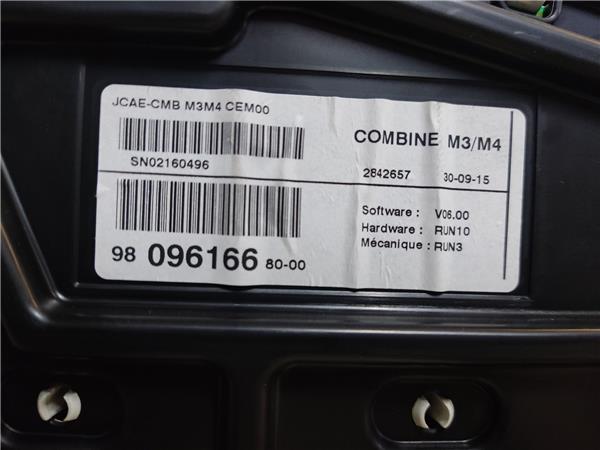 JCAE-CMB M3M4 CEM00
COMBINE M3/M4
SN02160496
2842657 30-09-15
Software : V06.00
Hardware : RUN10
Mécanique : RUN3
98 096166 80-00